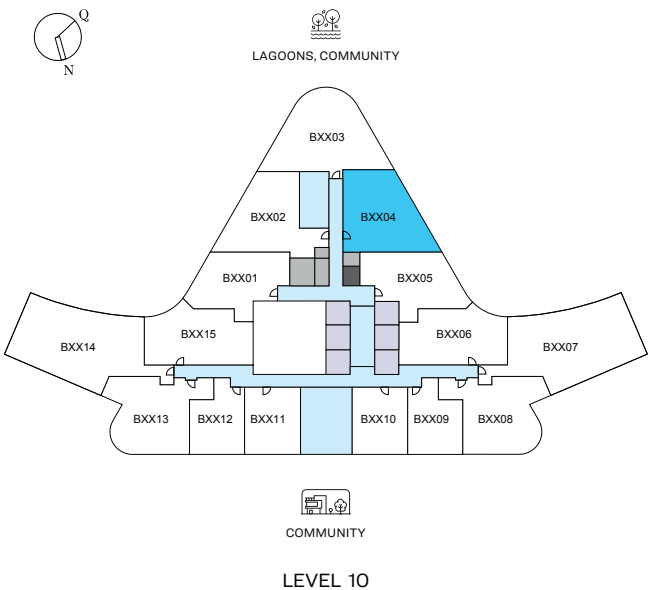 Q
N
LAGOONS, COMMUNITY
BXX03
BXX02
BXX04
BXX01
BXX05
BXX14
BXX15
BXX06
BXX07
BXX13
BXX12
BXX11
BXX10
BXX09
BXX08
COMMUNITY
LEVEL 10